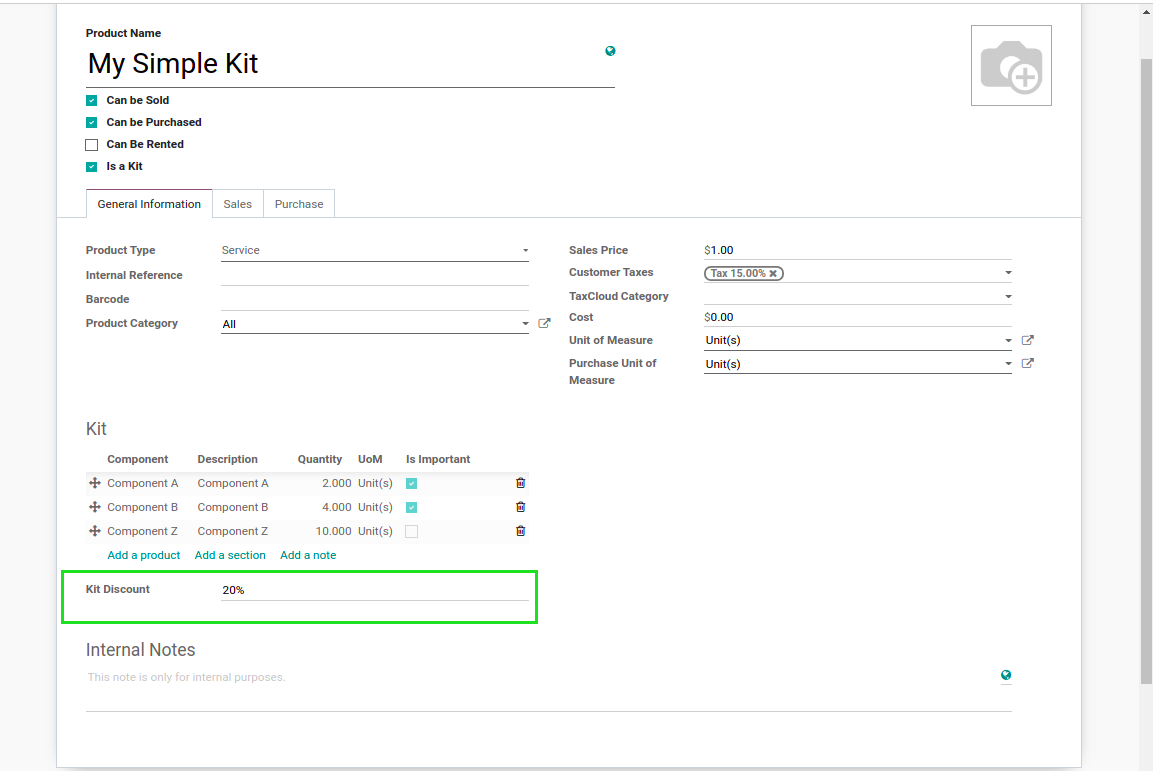 Product Name
My Simple Kit
Can be Sold
Can be Purchased
Can Be Rented
Is a Kit
General Information Sales Purchase
Product Type Service
Internal Reference
Barcode
Product Category All
Sales Price $1.00
Customer Taxes Tax 15.00%
TaxCloud Category
Cost $0.00
Unit of Measure Unit(s)
Purchase Unit of
Measure Unit(s)
Kit
Component Description Quantity UoM Is Important
Component A Component A 2.000 Unit(s)
Component B Component B 4.000 Unit(s)
Component Z Component Z 10.000 Unit(s)
Add a product Add a section Add a note
Kit Discount 20%
Internal Notes
This note is only for internal purposes.